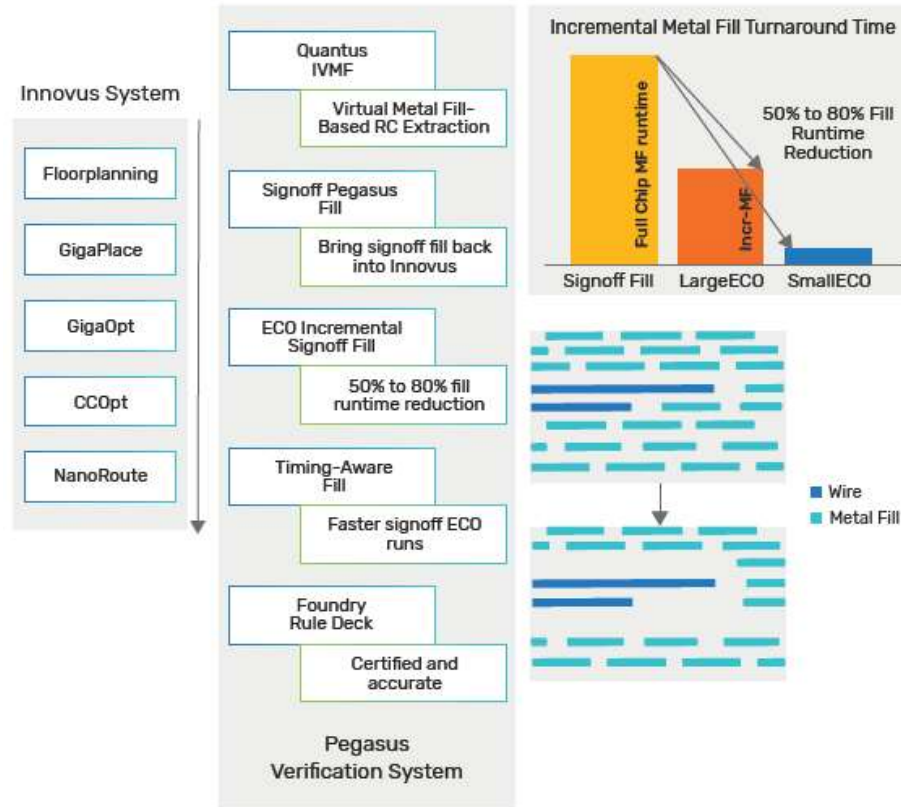 Innovus System
Floorplanning
GigaPlace
GigaOpt
CCOpt
NanoRoute
Quantus
IVMF
Virtual Metal Fill-
Based RC Extraction
Signoff Pegasus
Fill
Bring signoff fill back
into Innovus
ECO Incremental
Signoff Fill
50% to 80% fill
runtime reduction
Timing-Aware
Fill
Faster signoff ECO
runs
Foundry
Rule Deck
Certified and
accurate
Pegasus
Verification System
Incremental Metal Fill Turnaround Time
50% to 80% Fill
Runtime
Reduction
Full Chip MF runtime
Incr-MF
Signoff Fill
LargeECO
SmallECO
Wire
Metal Fill